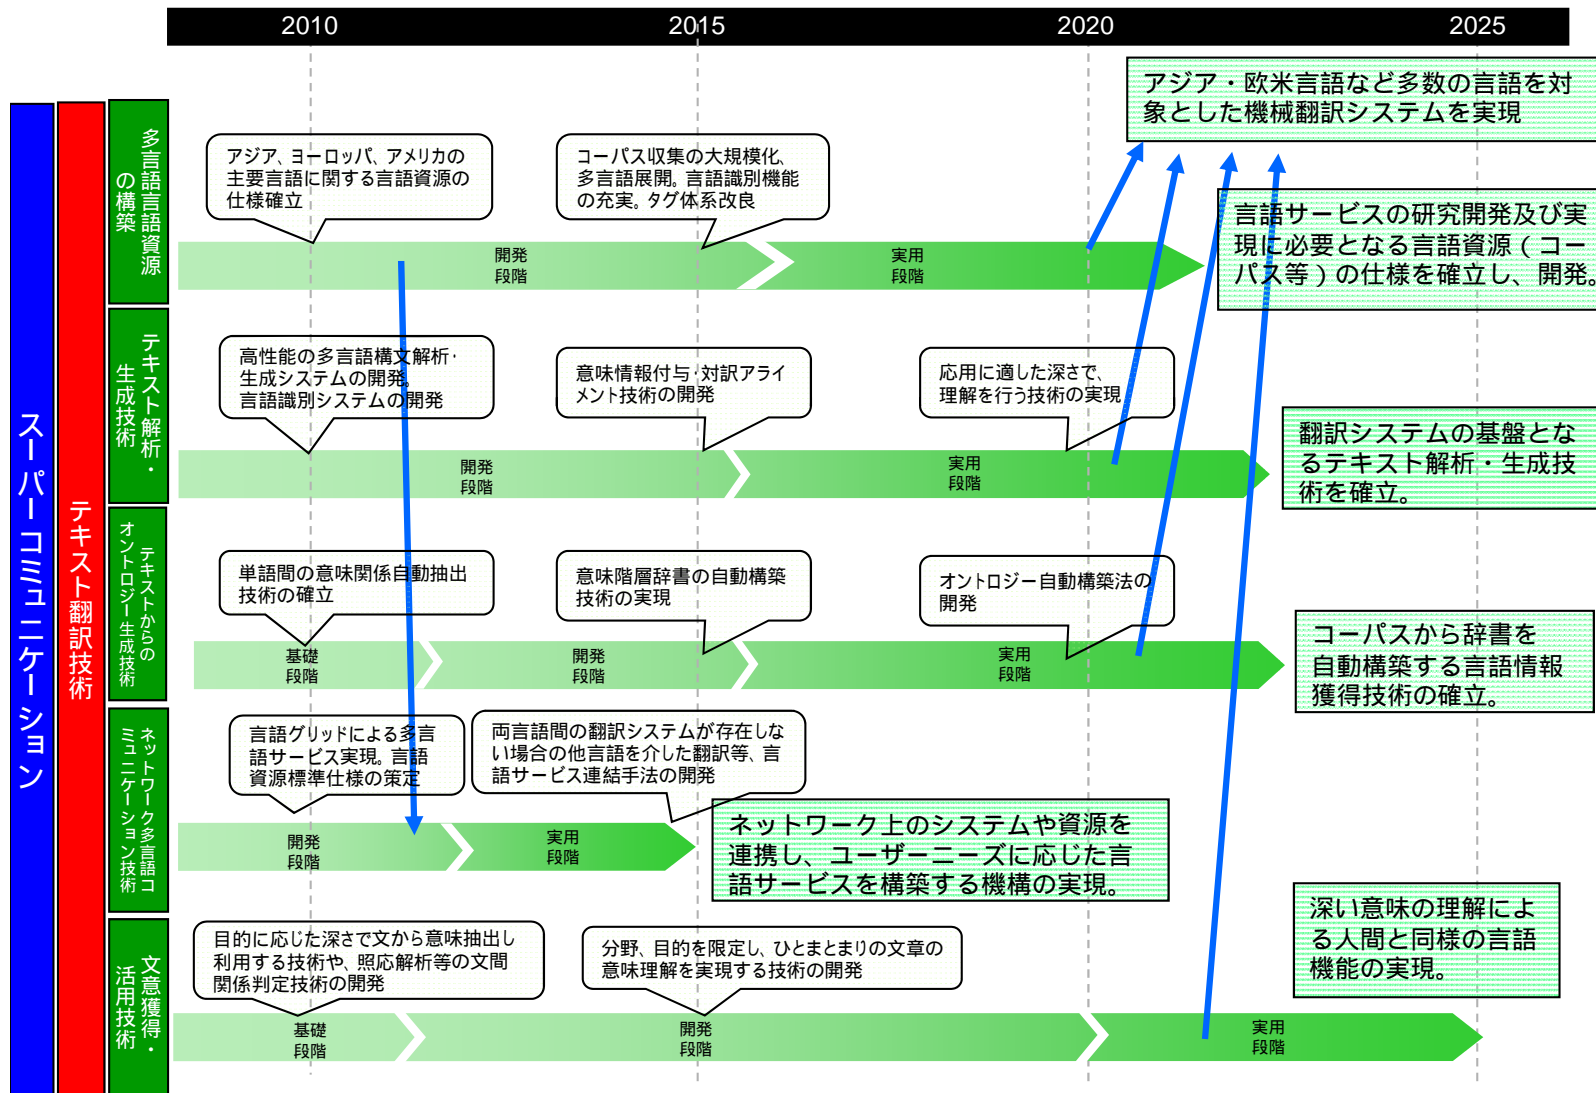 2010
2015
2020
2025
スーパーコミュニケーション
テキスト翻訳技術
多言語言語資源
の構築
アジア、ヨーロッパ、アメリカの
主要言語に関する言語資源の
仕様確立
コーパス収集の大規模化、
多言語展開。言語識別機能
の充実。タグ体系改良
開発
段階
実用
段階
アジア・欧米言語など多数の言語を対
象とした機械翻訳システムを実現
言語サービスの研究開発及び実
現に必要となる言語資源（コー
パス等）の仕様を確立し、開発。
テキスト解析・
生成技術
高性能の多言語構文解析・
生成システムの開発。
言語識別システムの開発
意味情報付与・対訳アライ
メント技術の開発
応用に適した深さで、
理解を行う技術の実現
開発
段階
実用
段階
翻訳システムの基盤とな
るテキスト解析・生成技
術を確立。
テキストからの
オントロジー生成技術
単語間の意味関係自動抽出
技術の確立
意味階層辞書の自動構築
技術の実現
オントロジー自動構築法の
開発
基礎
段階
開発
段階
実用
段階
コーパスから辞書を
自動構築する言語情報
獲得技術の確立。
ネットワーク多言語コ
ミュニケーション技術
言語グリッドによる多言
語サービス実現。言語
資源標準仕様の策定
両言語間の翻訳システムが存在しな
い場合の他言語を介した翻訳等、言
語サービス連結手法の開発
開発
段階
実用
段階
ネットワーク上のシステムや資源を
連携し、ユーザーニーズに応じた言
語サービスを構築する機構の実現。
文意獲得・
活用技術
目的に応じた深さで文から意味抽出し
利用する技術や、照応解析等の文間
関係判定技術の開発
分野、目的を限定し、ひとまとまりの文章の
意味理解を実現する技術の開発
基礎
段階
開発
段階
実用
段階
深い意味の理解によ
る人間と同様の言語
機能の実現。